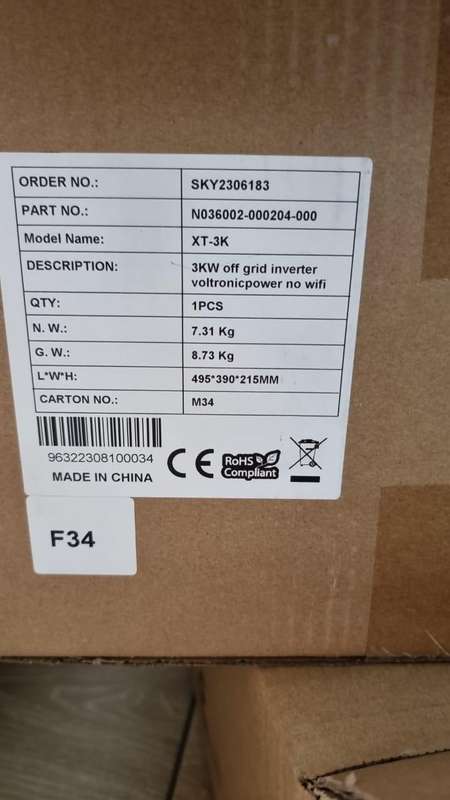 ORDER NO.: SKY2306183
PART NO.: N036002-000204-000
Model Name: XT-3K
DESCRIPTION: 3KW off grid inverter
voltronicpower no wifi
QTY: 1PCS
N. W.: 7.31 Kg
G. W.: 8.73 Kg
L*W*H: 495*390*215MM
CARTON NO.: M34
96322308100034
MADE IN CHINA
CE
RoHS
Compliant
F34